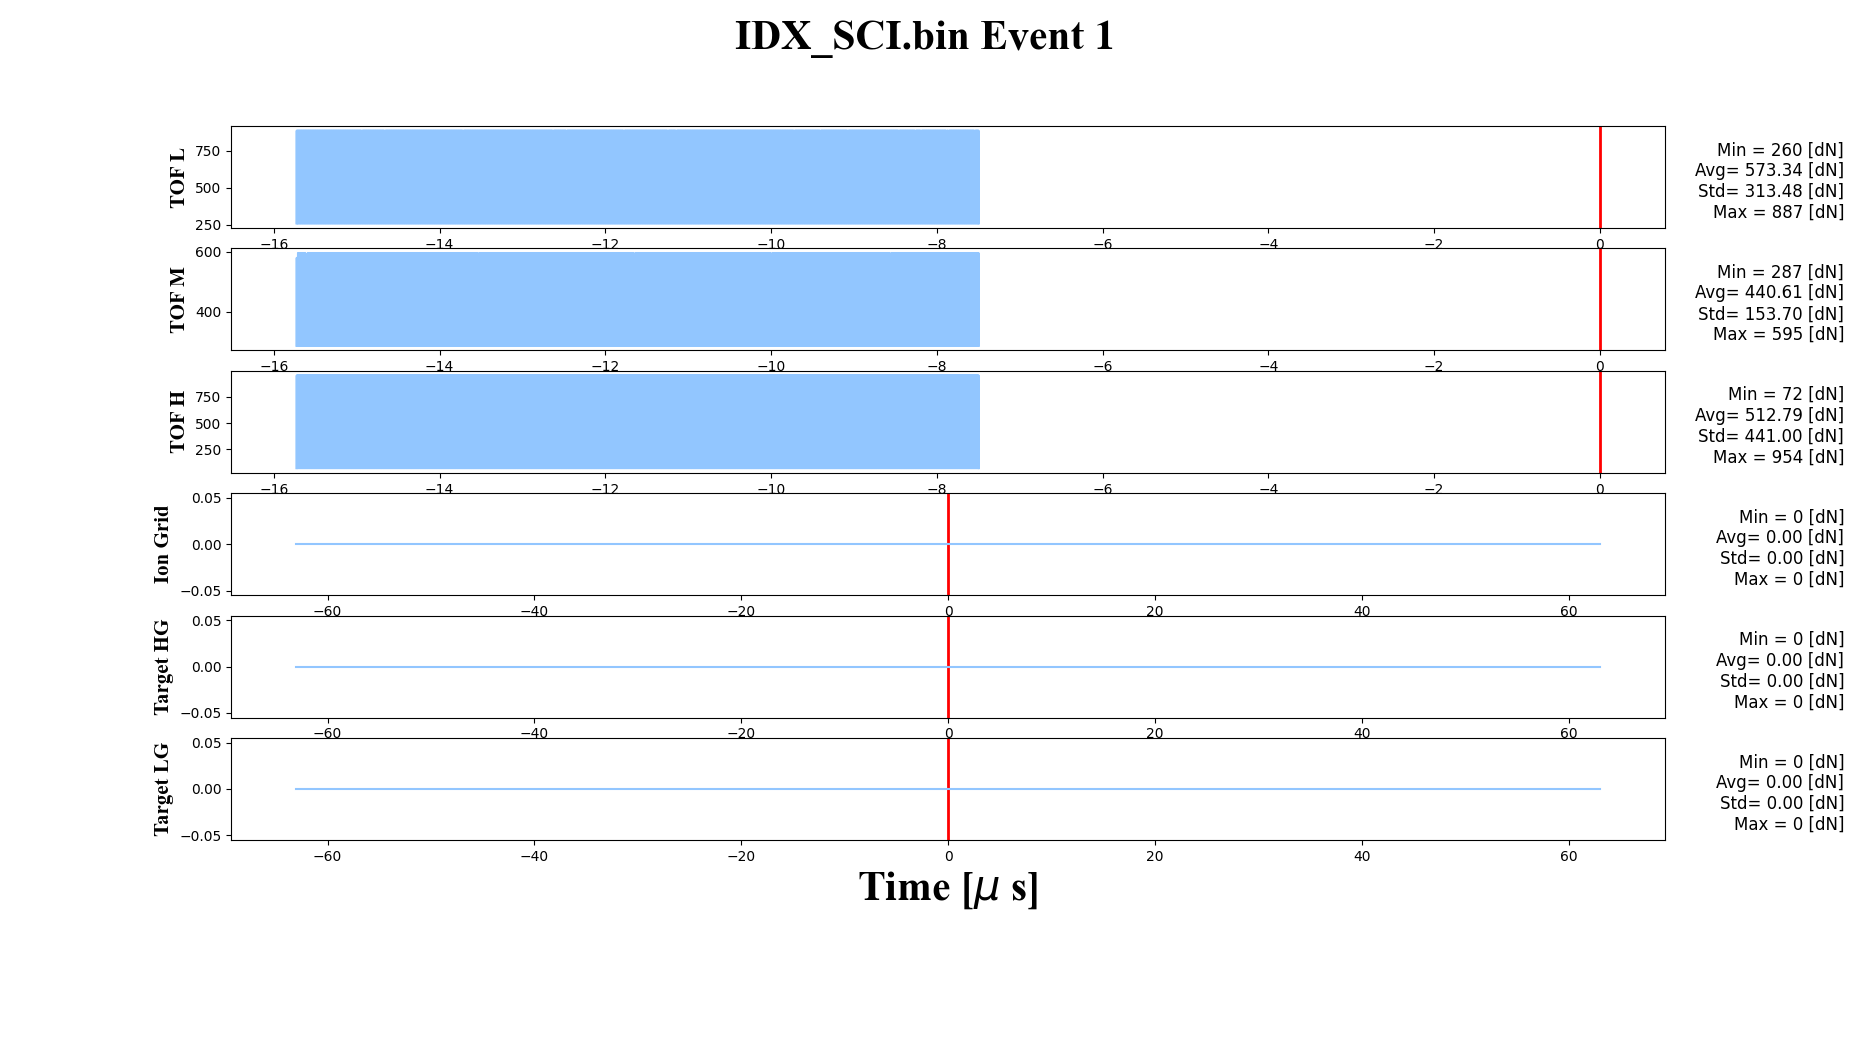 IDX_SCI.bin Event 1
TOF L
750
500
250
−16 −14 −12 −10 −8 −6 −4 −2 0
Min = 260 [dN]
Avg= 573.34 [dN]
Std= 313.48 [dN]
Max = 887 [dN]
TOF M
600
400
−16 −14 −12 −10 −8 −6 −4 −2 0
Min = 287 [dN]
Avg= 440.61 [dN]
Std= 153.70 [dN]
Max = 595 [dN]
TOF H
750
500
250
−16 −14 −12 −10 −8 −6 −4 −2 0
Min = 72 [dN]
Avg= 512.79 [dN]
Std= 441.00 [dN]
Max = 954 [dN]
Ion Grid
0.05
0.00
−0.05
−60 −40 −20 0 20 40 60
Min = 0 [dN]
Avg= 0.00 [dN]
Std= 0.00 [dN]
Max = 0 [dN]
Target HG
0.05
0.00
−0.05
−60 −40 −20 0 20 40 60
Min = 0 [dN]
Avg= 0.00 [dN]
Std= 0.00 [dN]
Max = 0 [dN]
Target LG
0.05
0.00
−0.05
−60 −40 −20 0 20 40 60
Min = 0 [dN]
Avg= 0.00 [dN]
Std= 0.00 [dN]
Max = 0 [dN]
Time [μ s]